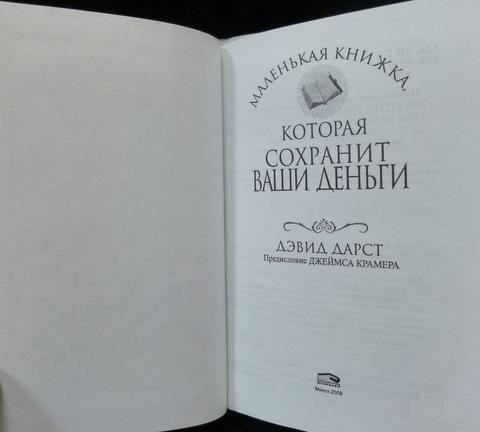 МАЛЕНЬКАЯ КНИЖКА,
КОТОРАЯ
СОХРАНИТ
ВАШИ ДЕНЬГИ
ДЭВИД ДАРСТ
Предисловие ДЖЕЙМСА КРАМЕРА
Минск 2009